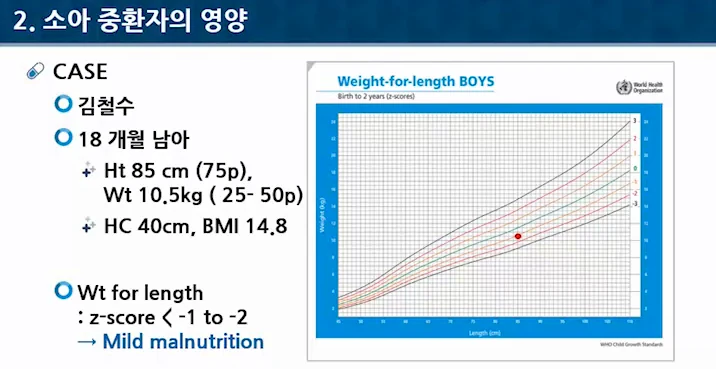 2. 소아 중환자의 영양
CASE
김철수
18 개월 남아
Ht 85 cm (75p),
Wt 10.5kg ( 25- 50p)
HC 40cm, BMI 14.8
Wt for length
: z-score < -1 to -2
→ Mild malnutrition
Weight-for-length BOYS
Birth to 2 years (z-scores)
World Health
Organization
3
2
1
0
-1
-2
-3
Weight (kg)
Length (cm)
WHO Child Growth Standards